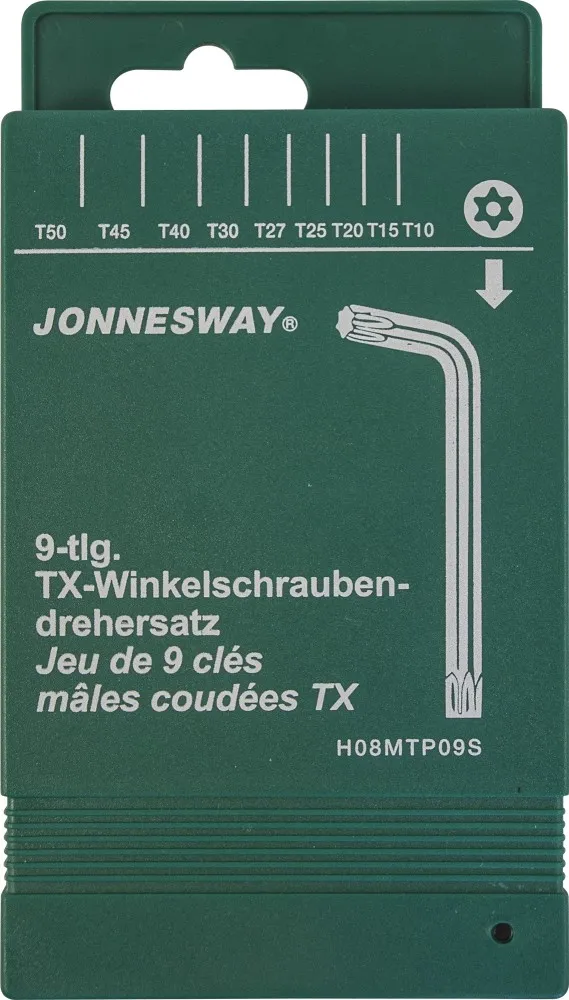 T50 T45 T40 T30 T27 T25 T20 T15 T10
JONNESWAY®
9-tlg.
TX-Winkelschrauben-
drehersatz
Jeu de 9 clés
mâles coudées TX
H08MTP09S